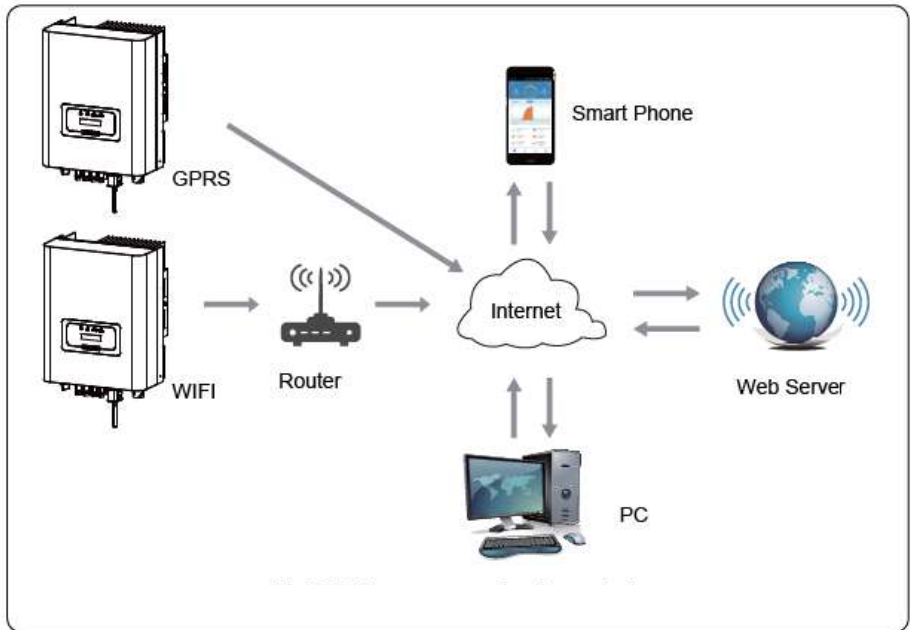 Smart Phone
GPRS
Internet
WIFI
Router
Web Server
PC